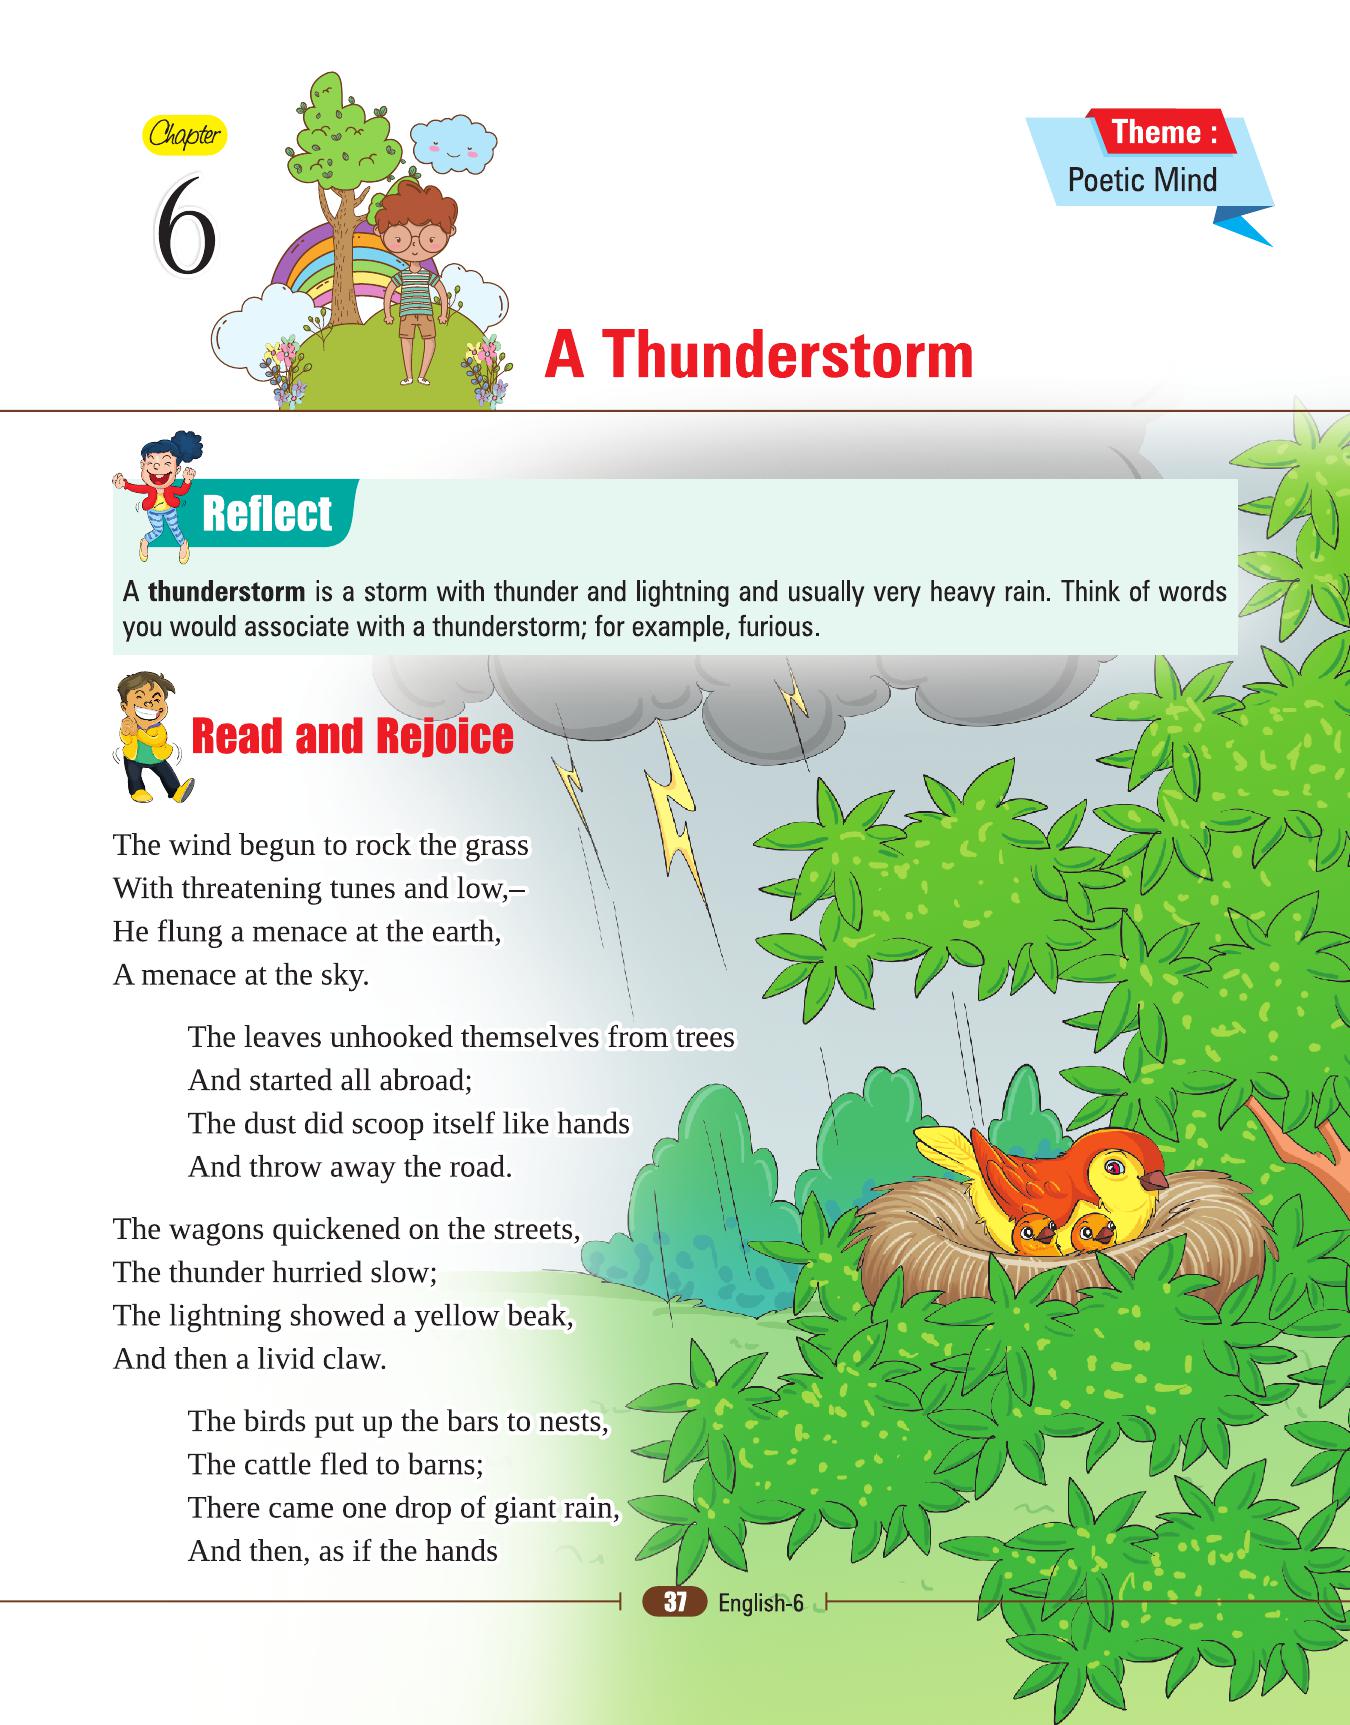 Chapter
6
Theme :
Poetic Mind
A Thunderstorm
Reflect
A thunderstorm is a storm with thunder and lightning and usually very heavy rain. Think of words
you would associate with a thunderstorm; for example, furious.
Read and Rejoice
The wind begun to rock the grass
With threatening tunes and low,–
He flung a menace at the earth,
A menace at the sky.
The leaves unhooked themselves from trees
And started all abroad;
The dust did scoop itself like hands
And throw away the road.
The wagons quickened on the streets,
The thunder hurried slow;
The lightning showed a yellow beak,
And then a livid claw.
The birds put up the bars to nests,
The cattle fled to barns;
There came one drop of giant rain,
And then, as if the hands
37 English-6